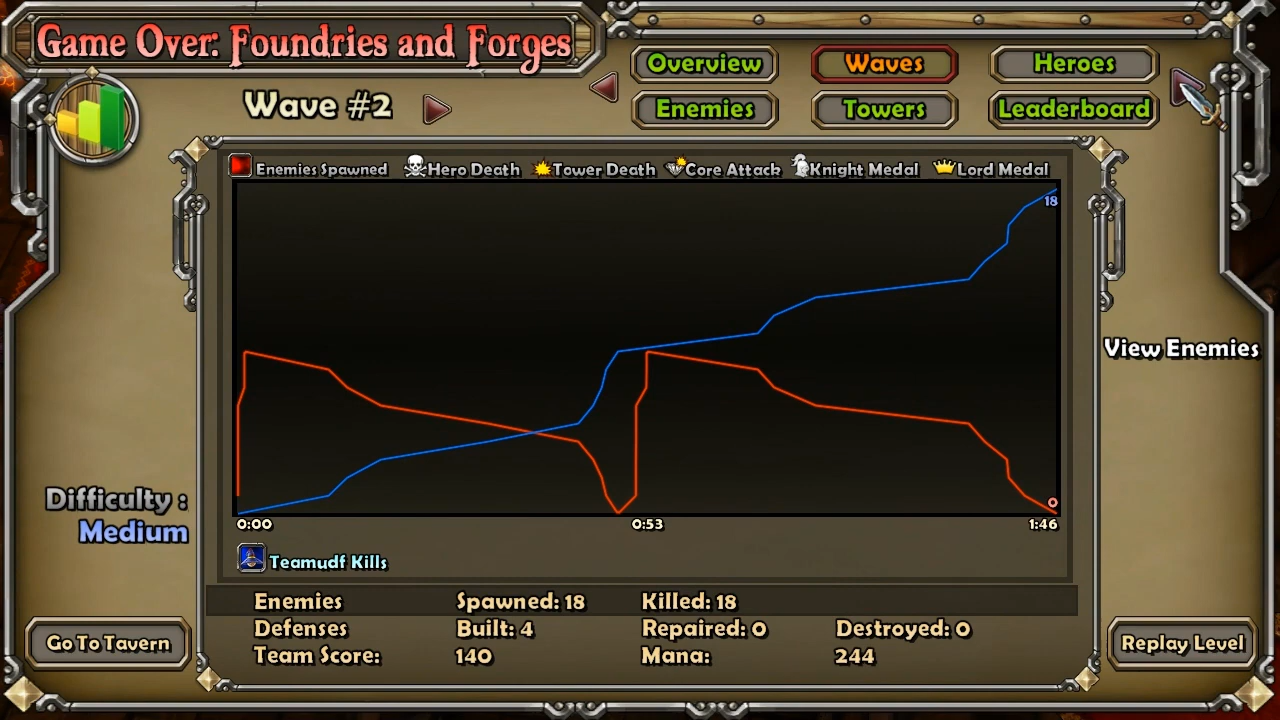 Game Over: Foundries and Forges
Overview Waves Heroes
Wave #2
Enemies Towers Leaderboard
Enemies Spawned Hero Death Tower Death Core Attack Knight Medal Lord Medal
18
View Enemies
Difficulty :
Medium
0
0:00 0:53 1:46
Teamudf Kills
Enemies Spawned: 18 Killed: 18
Defenses Built: 4 Repaired: 0 Destroyed: 0
Team Score: 140 Mana: 244
Go To Tavern
Replay Level